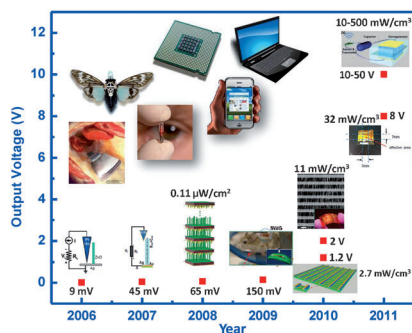 10-500 mW/cm³
12
10
10-50 V
8
8 V
32 mW/cm³
6
11 mW/cm³
4
0.11 μW/cm²
2
2 V
1.2 V
2.7 mW/cm³
0
9 mV
45 mV
65 mV
150 mV
2006
2007
2008
2009
2010
2011
Year
Output Voltage (V)